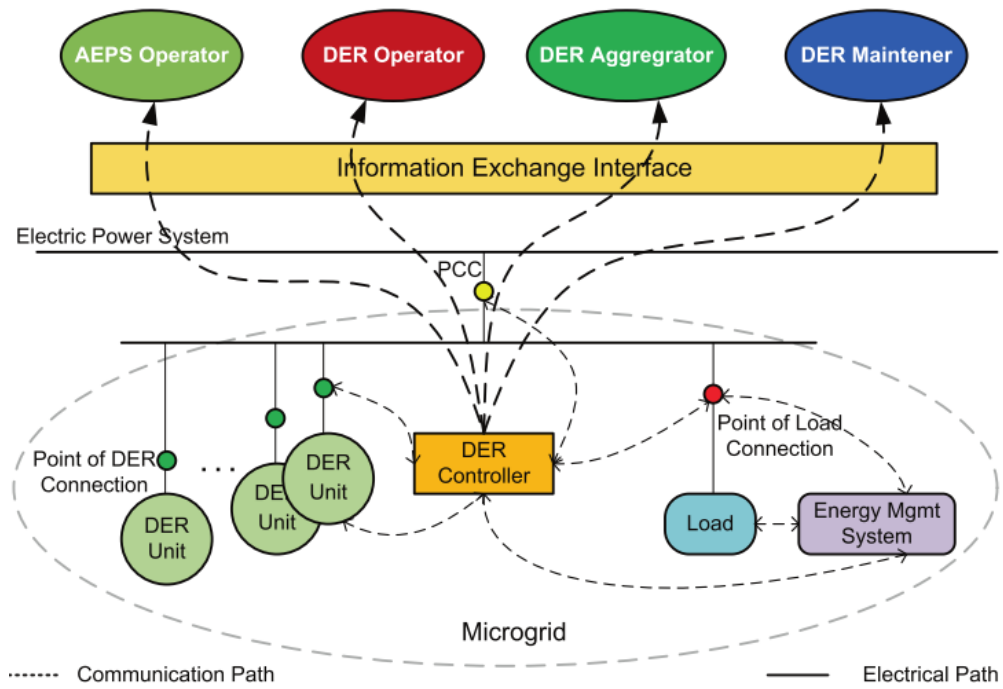 AEPS Operator
DER Operator
DER Aggregrator
DER Maintener
Information Exchange Interface
Electric Power System
PCC
Point of DER
Connection
...
DER
Unit
DER
Unit
DER
Unit
DER
Controller
Point of Load
Connection
Load
Energy Mgmt
System
Microgrid
Communication Path
Electrical Path